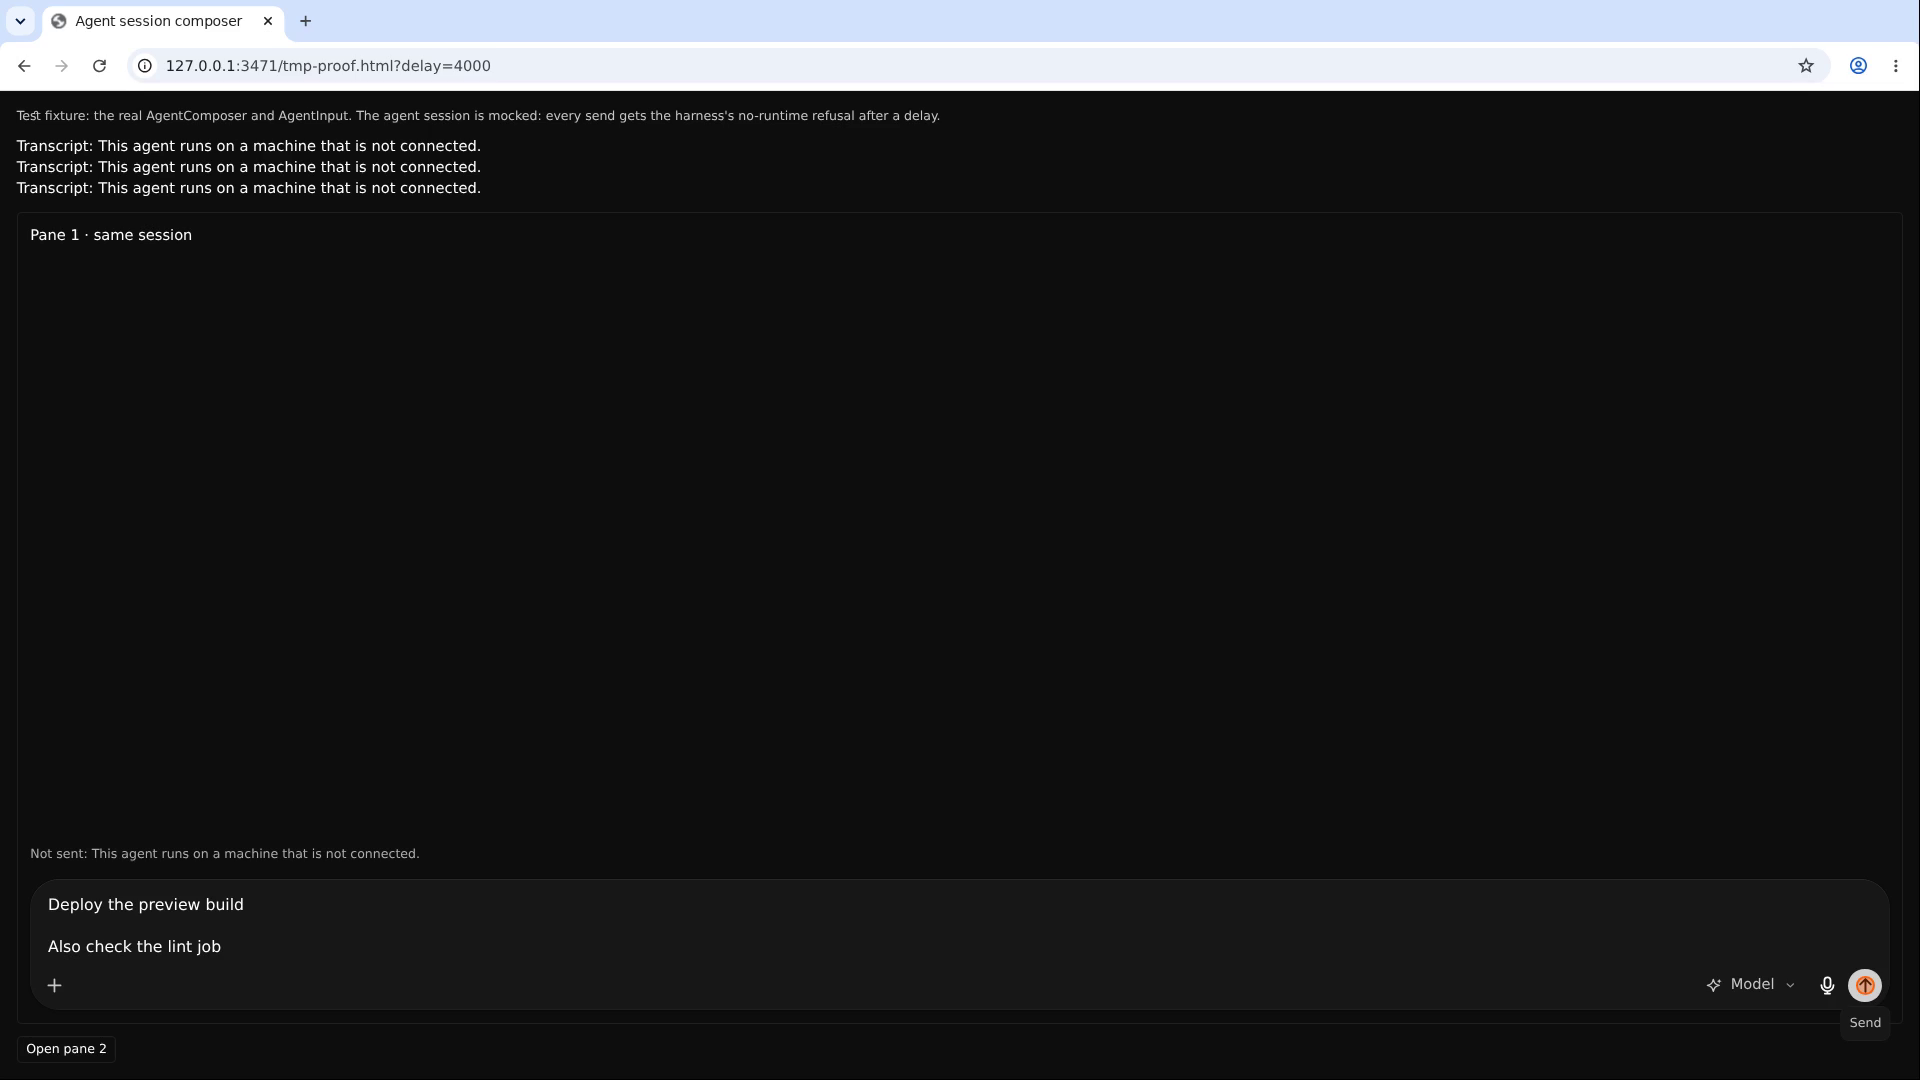 Agent session composer
127.0.0.1:3471/tmp-proof.html?delay=4000
Test fixture: the real AgentComposer and AgentInput. The agent session is mocked: every send gets the harness's no-runtime refusal after a delay.
Transcript: This agent runs on a machine that is not connected.
Transcript: This agent runs on a machine that is not connected.
Transcript: This agent runs on a machine that is not connected.
Pane 1 · same session
Not sent: This agent runs on a machine that is not connected.
Deploy the preview build
Also check the lint job
Model
Send
Open pane 2